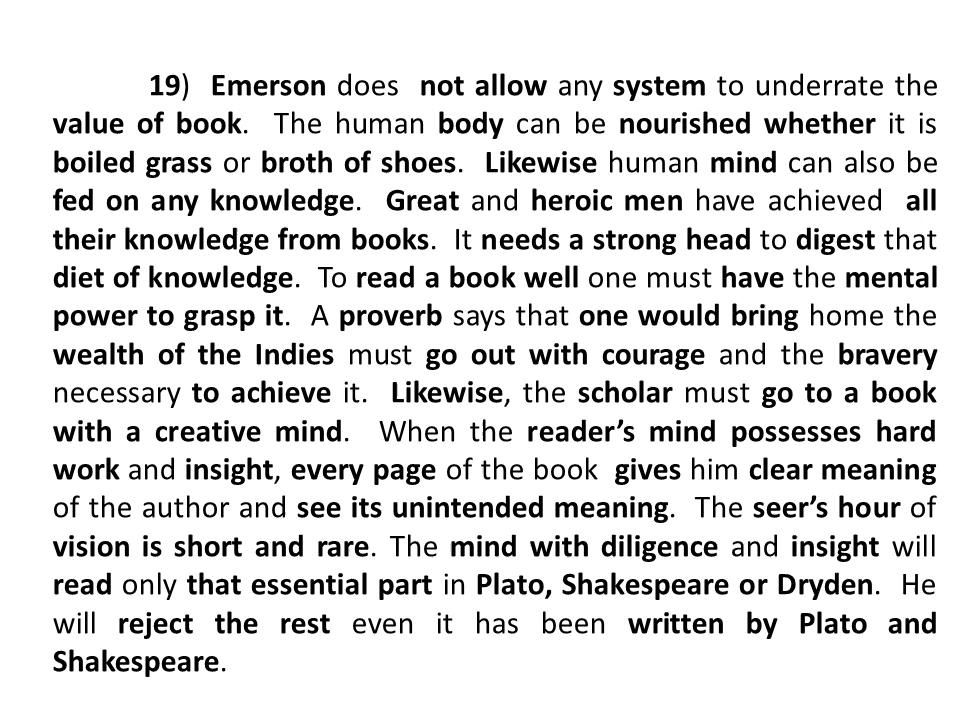 19) Emerson does not allow any system to underrate the
value of book. The human body can be nourished whether it is
boiled grass or broth of shoes. Likewise human mind can also be
fed on any knowledge. Great and heroic men have achieved all
their knowledge from books. It needs a strong head to digest that
diet of knowledge. To read a book well one must have the mental
power to grasp it. A proverb says that one would bring home the
wealth of the Indies must go out with courage and the bravery
necessary to achieve it. Likewise, the scholar must go to a book
with a creative mind. When the reader’s mind possesses hard
work and insight, every page of the book gives him clear meaning
of the author and see its unintended meaning. The seer’s hour of
vision is short and rare. The mind with diligence and insight will
read only that essential part in Plato, Shakespeare or Dryden. He
will reject the rest even it has been written by Plato and
Shakespeare.